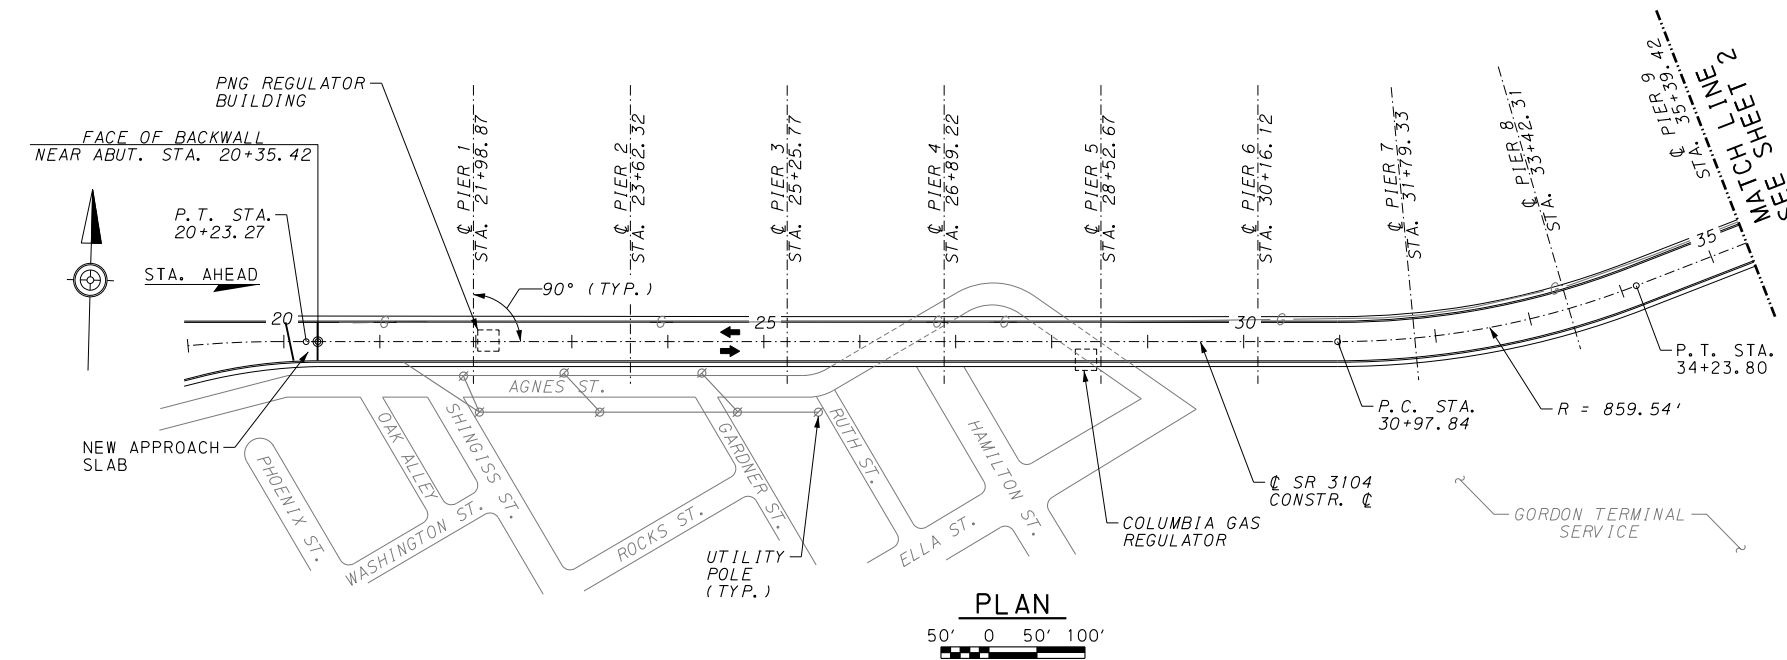 PNG REGULATOR
BUILDING
FACE OF BACKWALL
NEAR ABUT. STA. 20+35.42
P.T. STA.
20+23.27
STA. AHEAD
℄ PIER 1
STA. 21+98.87
℄ PIER 2
STA. 23+62.32
℄ PIER 3
STA. 25+25.77
℄ PIER 4
STA. 26+89.22
℄ PIER 5
STA. 28+52.67
℄ PIER 6
STA. 30+16.12
℄ PIER 7
STA. 31+79.33
℄ PIER 8
STA. 33+42.31
℄ PIER 9
STA. 35+39.42
MATCH LINE
SEE SHEET 2
90° (TYP.)
20
G
G
25
G
G
30
G
G
35
NEW APPROACH
SLAB
AGNES ST.
PHOENIX ST.
OAK ALLEY
SHINGISS ST.
WASHINGTON ST.
ROCKS ST.
GARDNER ST.
RUTH ST.
ELLA ST.
HAMILTON ST.
UTILITY
POLE
(TYP.)
COLUMBIA GAS
REGULATOR
℄ SR 3104
CONSTR. ℄
P.C. STA.
30+97.84
R = 859.54'
P.T. STA.
34+23.80
GORDON TERMINAL
SERVICE
PLAN
50' 0 50' 100'